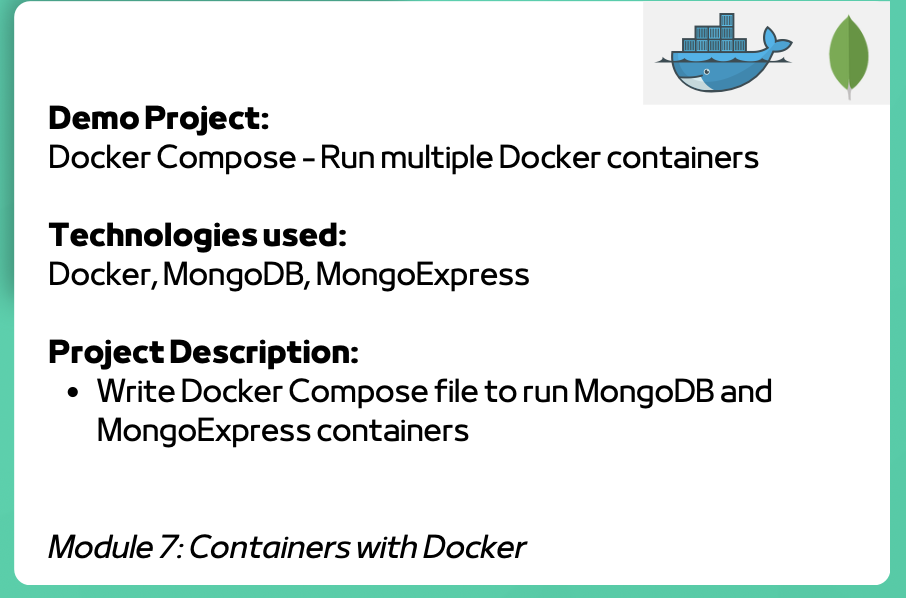 Demo Project:
Docker Compose - Run multiple Docker containers
Technologies used:
Docker, MongoDB, MongoExpress
Project Description:
• Write Docker Compose file to run MongoDB and
MongoExpress containers
Module 7: Containers with Docker